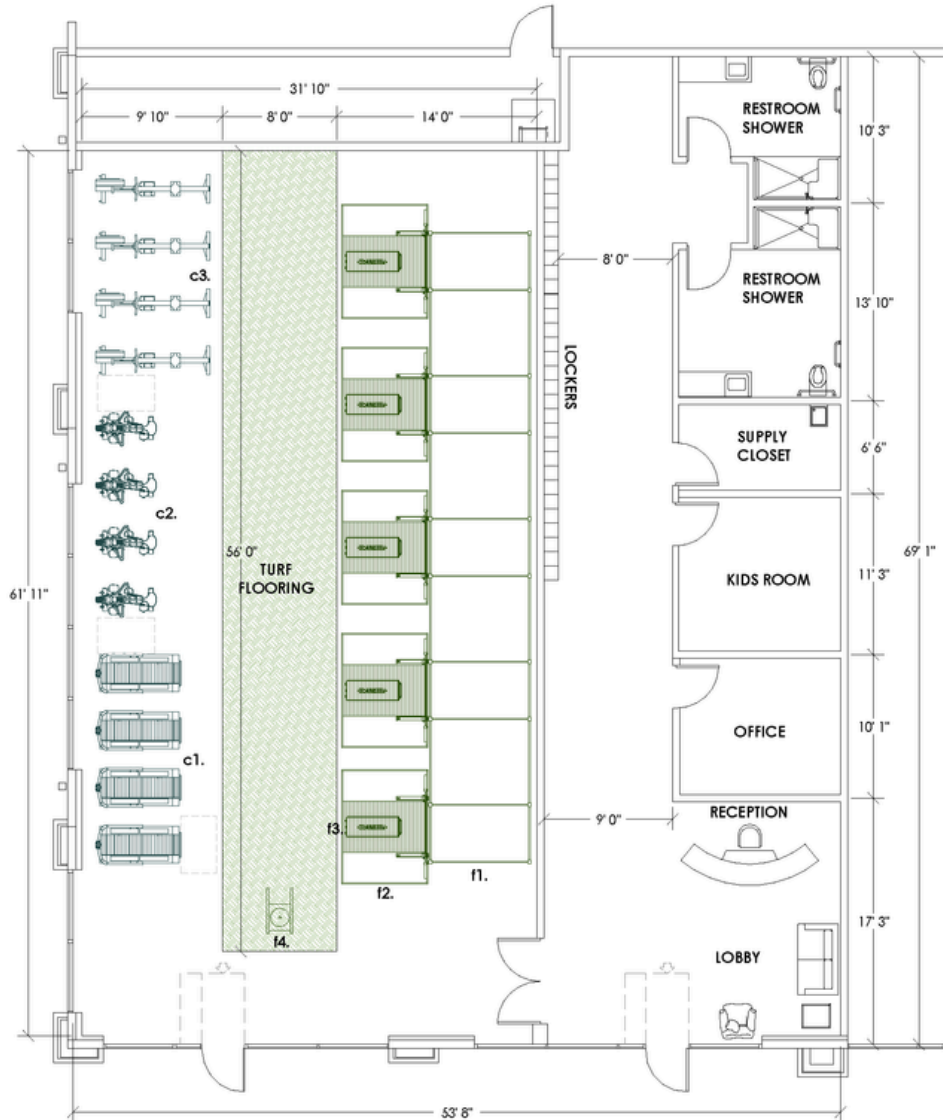 31' 10"
9' 10"
8' 0"
14' 0"
RESTROOM
SHOWER
10' 3"
c3.
8' 0"
RESTROOM
SHOWER
13' 10"
LOCKERS
SUPPLY
CLOSET
6' 6"
c2.
56' 0"
TURF
FLOORING
69' 1"
61' 11"
KIDS ROOM
11' 3"
OFFICE
10' 1"
c1.
RECEPTION
f3.
9' 0"
f2.
f1.
17' 3"
f4.
LOBBY
53' 8"